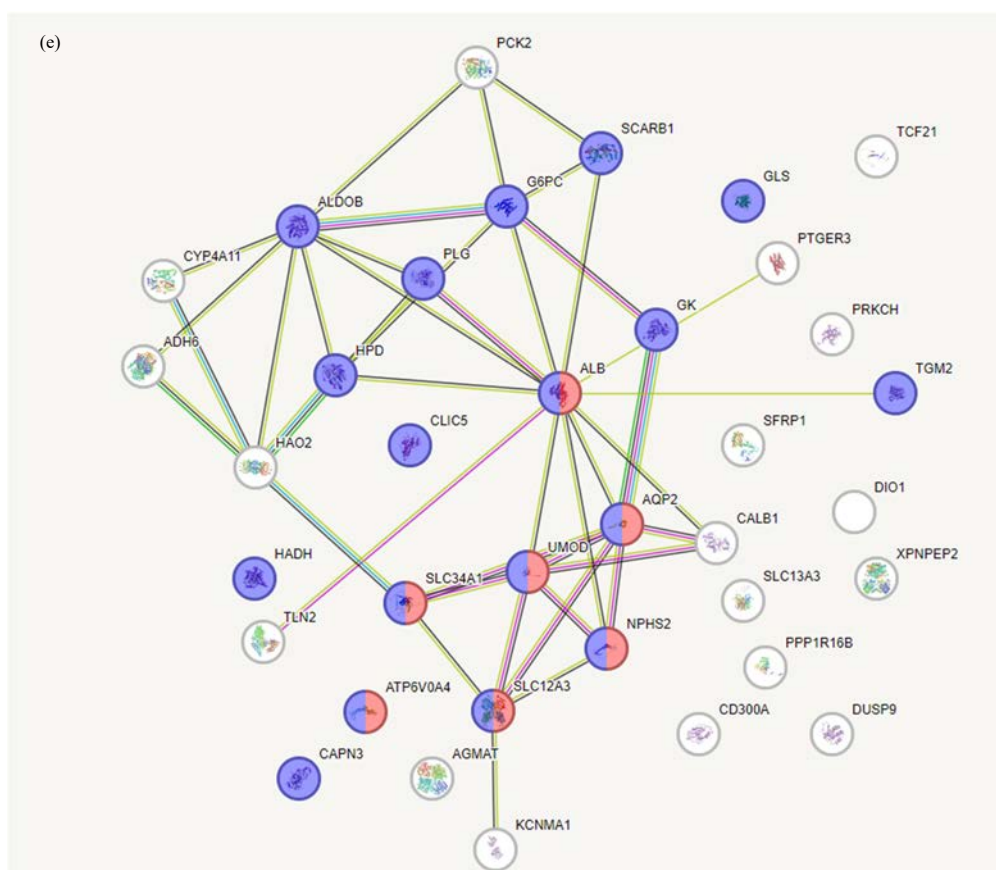 (e)
PCK2
SCARB1
TCF21
G6PC
GLS
ALDOB
PTGER3
CYP4A11
PLG
GK
PRKCH
ADH6
HPD
ALB
TGM2
CLIC5
SFRP1
HAO2
DIO1
AQP2
CALB1
UMOD
XPNPEP2
HADH
SLC34A1
SLC13A3
TLN2
NPHS2
PPP1R16B
ATP6V0A4
SLC12A3
CD300A
DUSP9
CAPN3
AGMAT
KCNMA1